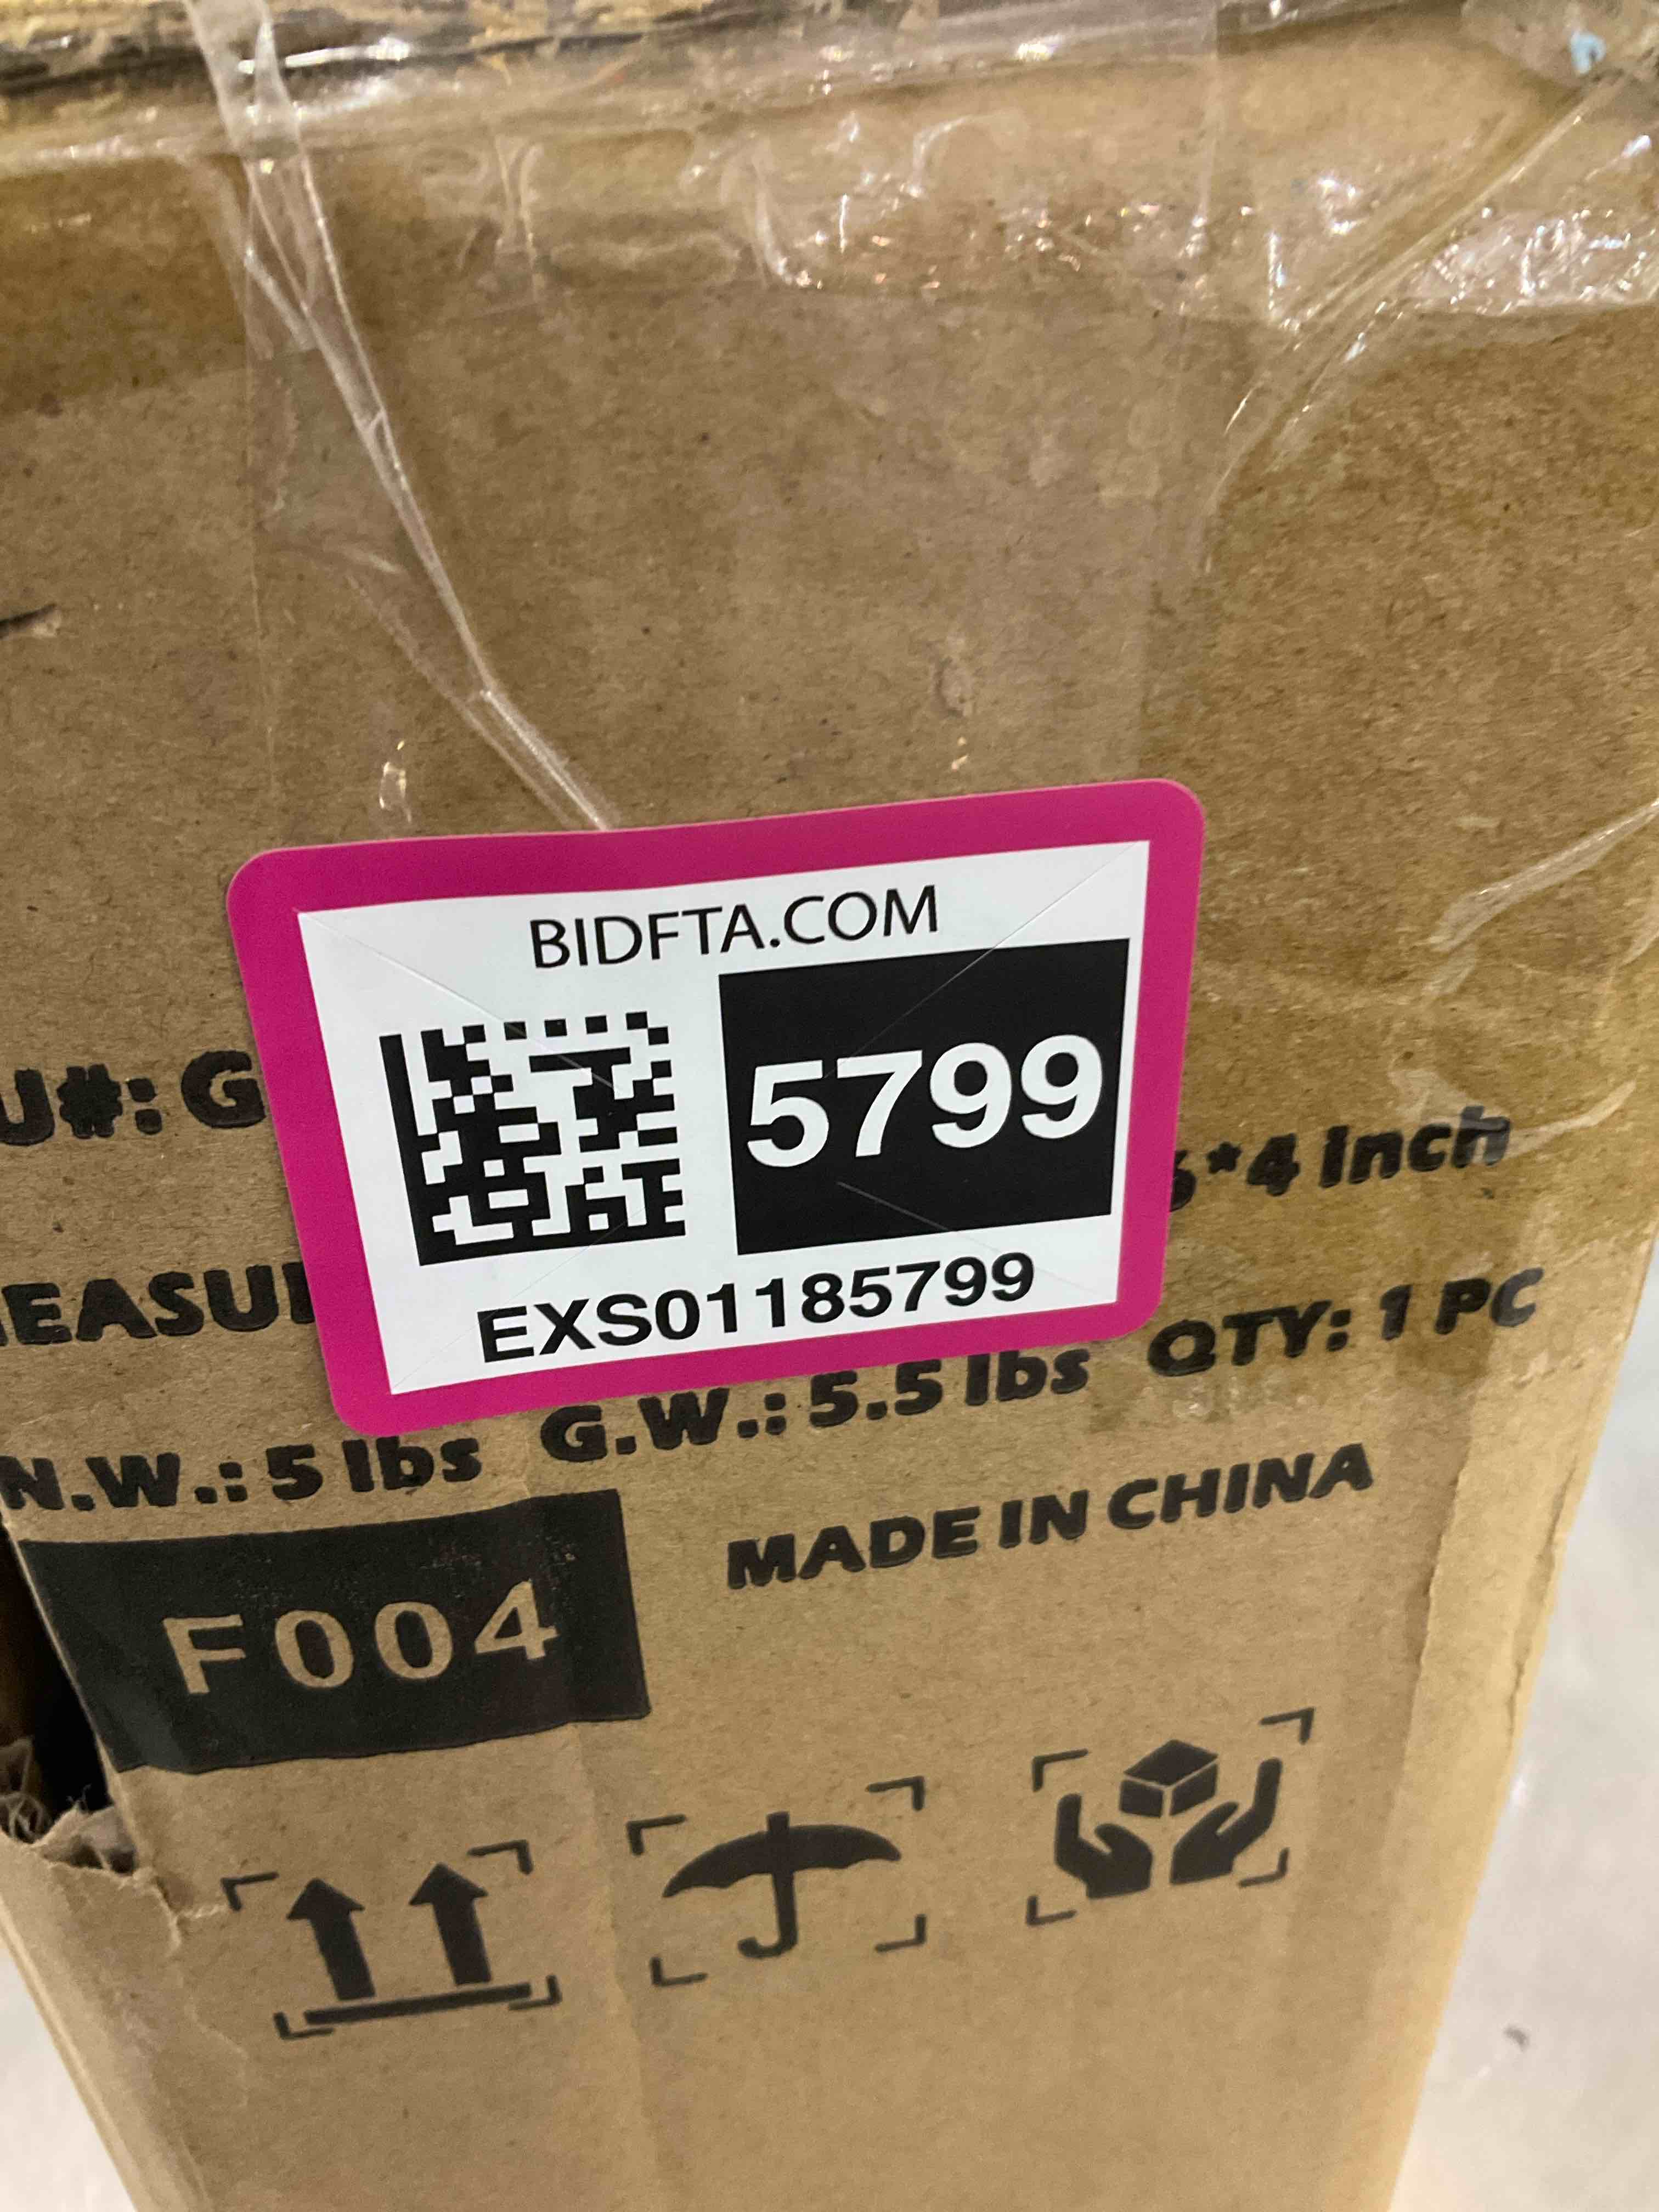 BIDFTA.COM
5799
EXS01185799
U#: G
*4 Inch
EASU
N.W.: 5 lbs G.W.: 5.5 lbs QTY: 1 PC
F004
MADE IN CHINA